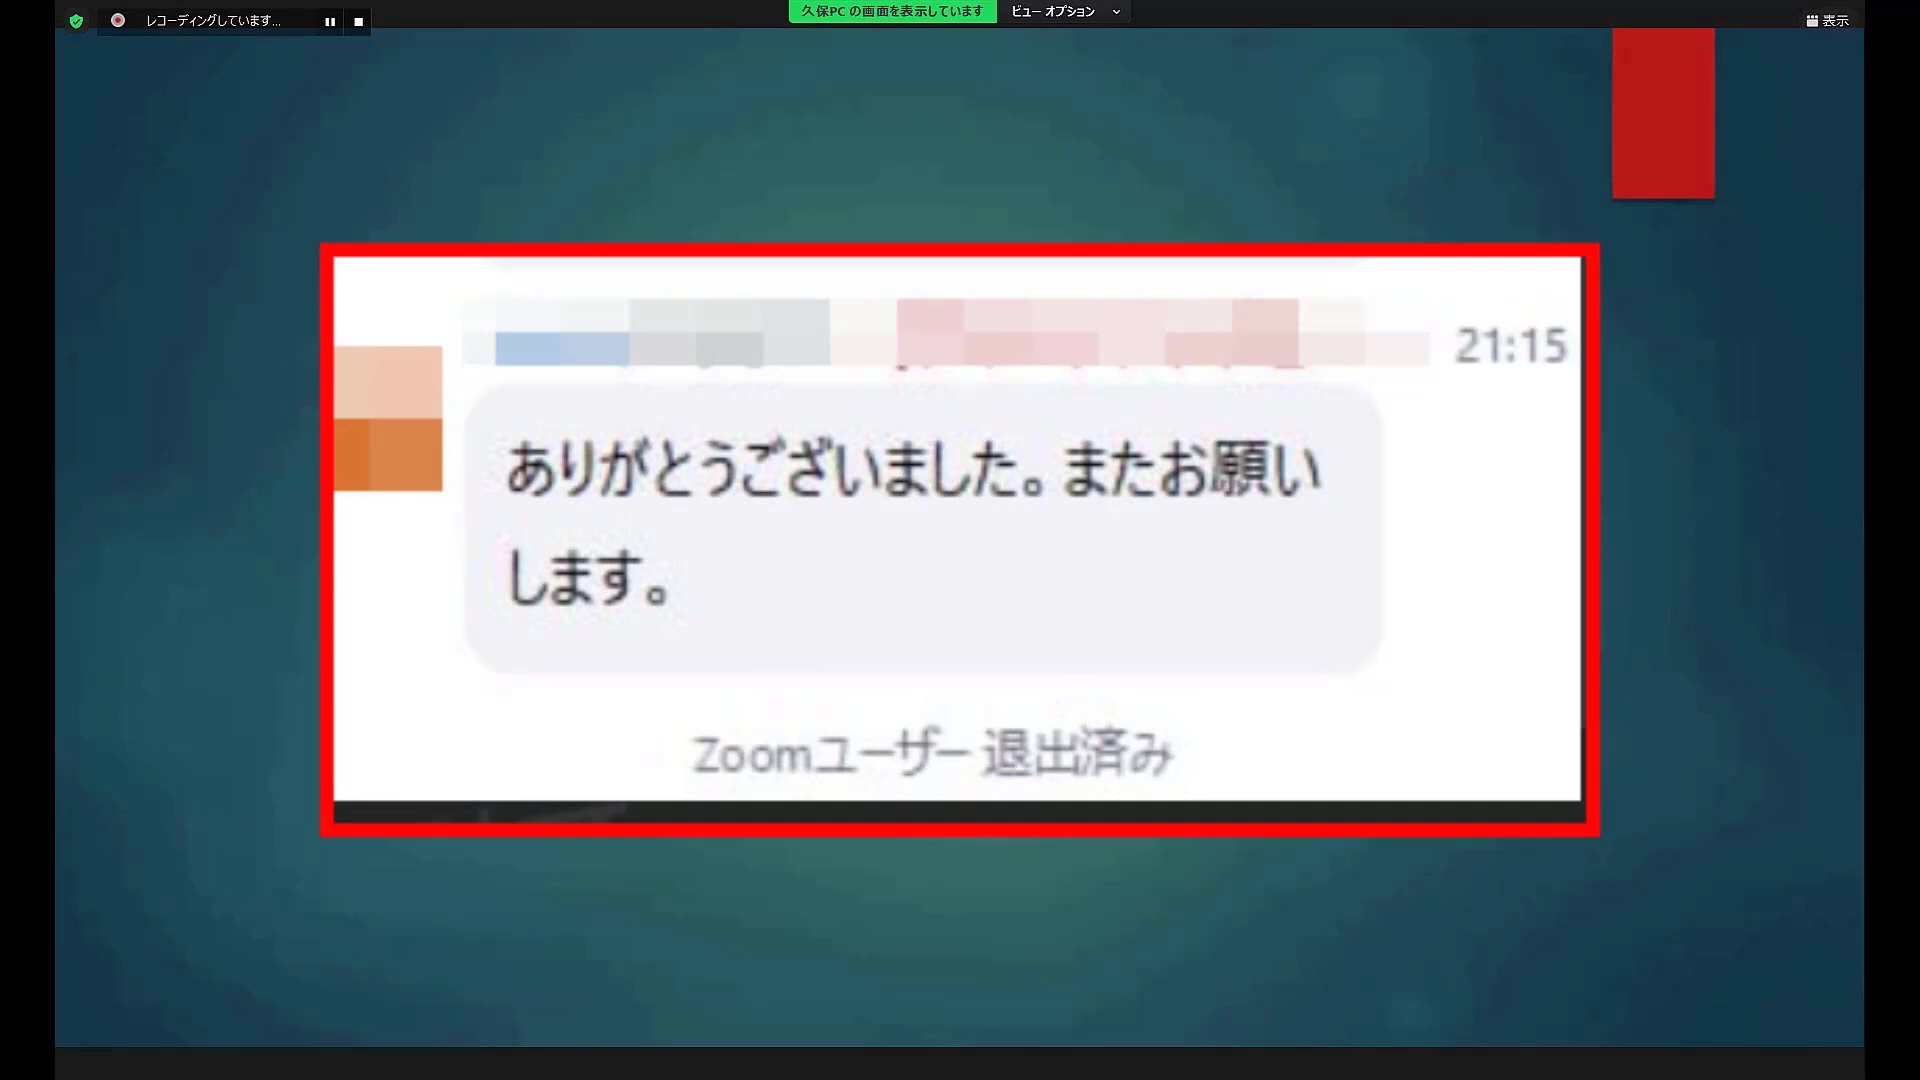 レコーディングしています...
久保PC の画面を表示しています
ビュー オプション
表示
21:15
ありがとうございました。またお願い
します。
Zoomユーザー 退出済み